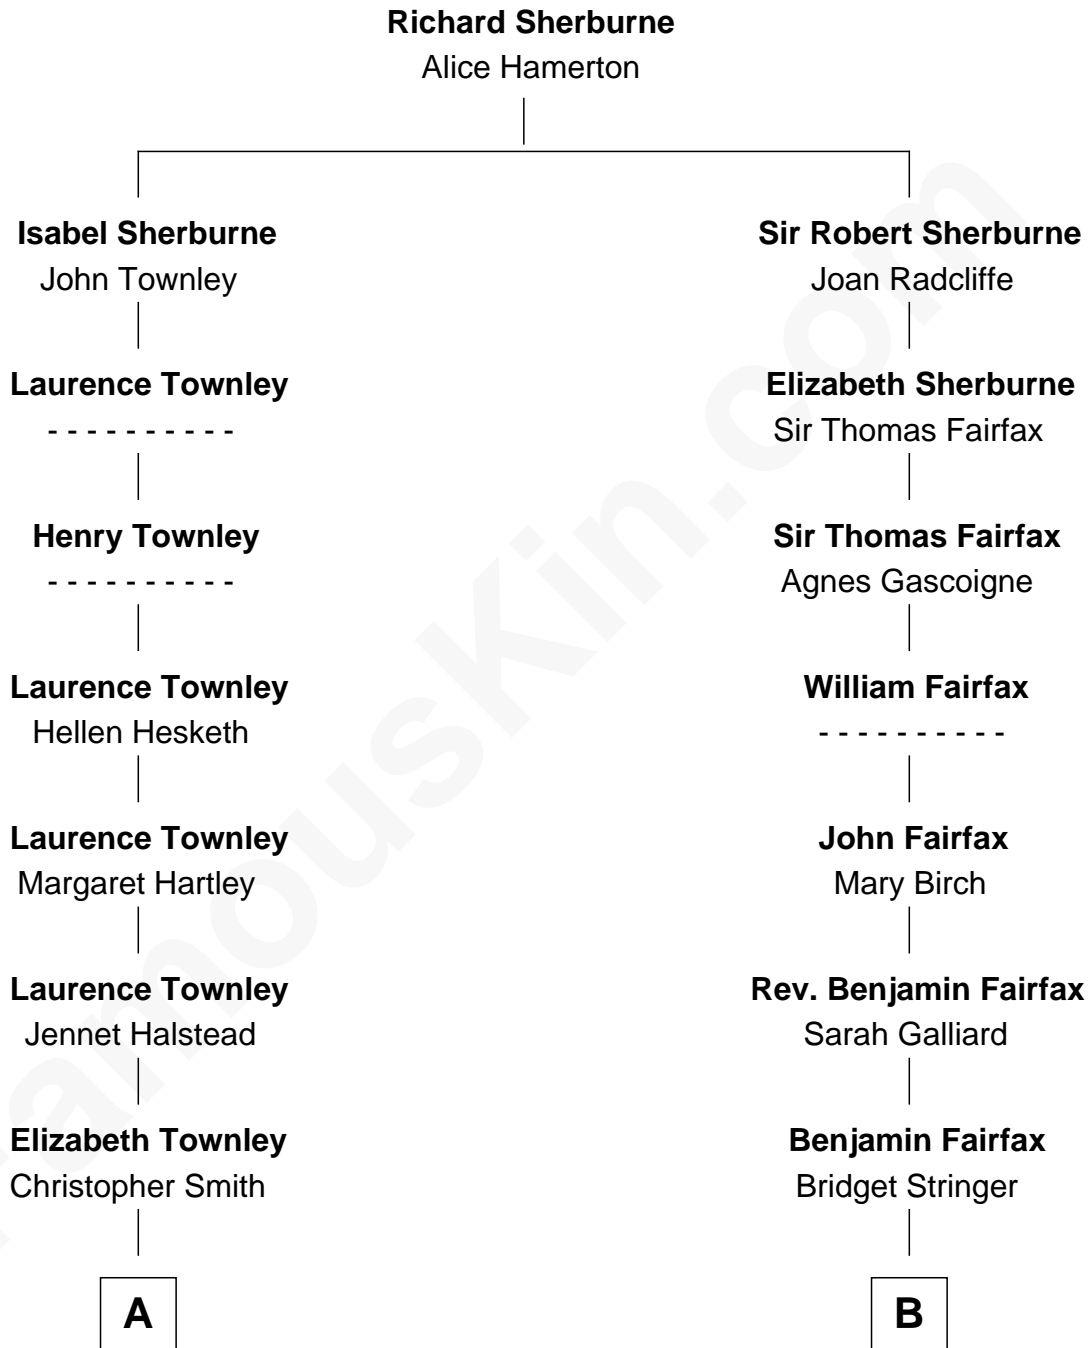 Richard Sherburne
Alice Hamerton
Isabel Sherburne
John Townley
Sir Robert Sherburne
Joan Radcliffe
Laurence Townley
- - - - - - - - - -
Elizabeth Sherburne
Sir Thomas Fairfax
Henry Townley
- - - - - - - - - -
Sir Thomas Fairfax
Agnes Gascoigne
Laurence Townley
Hellen Hesketh
William Fairfax
- - - - - - - - - -
Laurence Townley
Margaret Hartley
John Fairfax
Mary Birch
Laurence Townley
Jennet Halstead
Rev. Benjamin Fairfax
Sarah Galliard
Elizabeth Townley
Christopher Smith
Benjamin Fairfax
Bridget Stringer
A
B
FamousKin.com